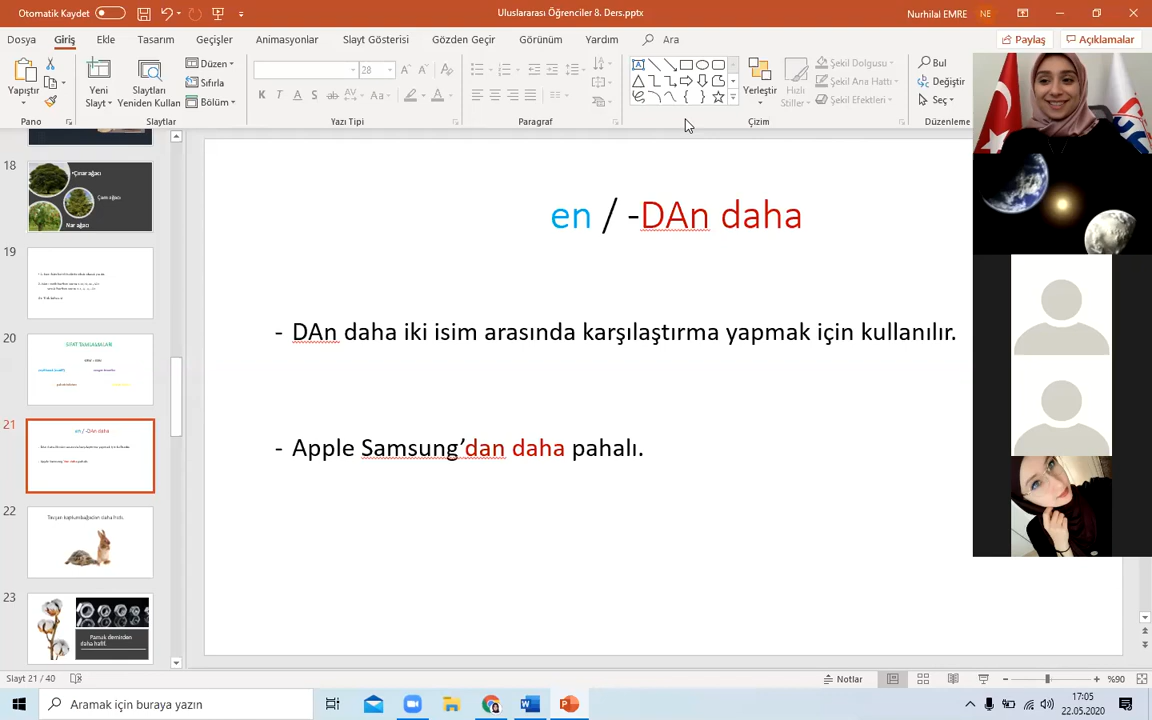 Otomatik Kaydet
Uluslararası Öğrenciler 8. Ders.pptx
Nurhilal EMRE
NE
Dosya Giriş Ekle Tasarım Geçişler Animasyonlar Slayt Gösterisi Gözden Geçir Görünüm Yardım Ara
Paylaş Açıklamalar
Yapıştır
Yeni Slayt
Slaytları Yeniden Kullan
Düzen
Sıfırla
Bölüm
28
K T A S ab AV Aa A
Yerleştir
Hızlı Stiller
Şekil Dolgusu
Şekil Ana Hattı
Şekil Efektleri
Bul
Değiştir
Seç
Pano Slaytlar Yazı Tipi Paragraf Çizim Düzenleme
18
Çınar ağacı
Çam ağacı
Nar ağacı
19
20
SIFAT TAMLAMALARI
21
en / -DAn daha
22
Tavşan kaplumbağadan daha hızlı.
23
Pamuk demirden
daha hafif.
en / -DAn daha
- DAn daha iki isim arasında karşılaştırma yapmak için kullanılır.
- Apple Samsung’dan daha pahalı.
Slayt 21 / 40
Notlar
%90
Aramak için buraya yazın
17:05
22.05.2020